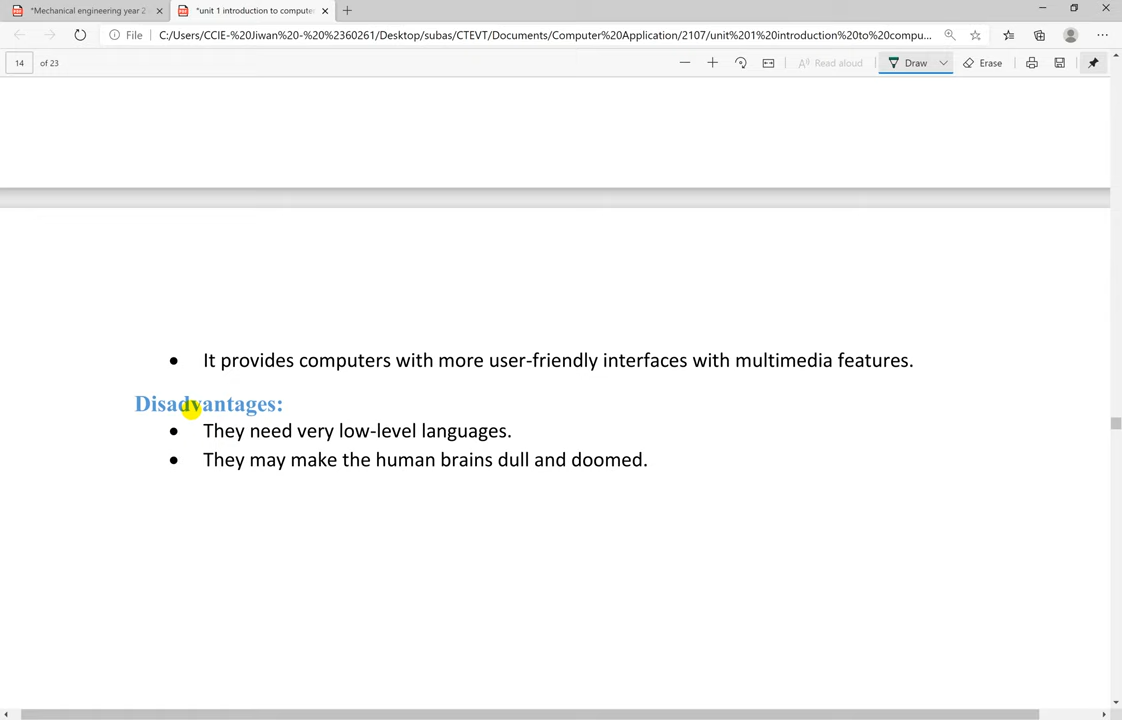 *Mechanical engineering year 2
*unit 1 introduction to compute
File
C:/Users/CCIE-%20Jiwan%20-%20%2360261/Desktop/subas/CTEVT/Documents/Computer%20Application/2107/unit%201%20introduction%20to%20compu...
14 of 23
Read aloud
Draw
Erase
• It provides computers with more user-friendly interfaces with multimedia features.
Disadvantages:
• They need very low-level languages.
• They may make the human brains dull and doomed.